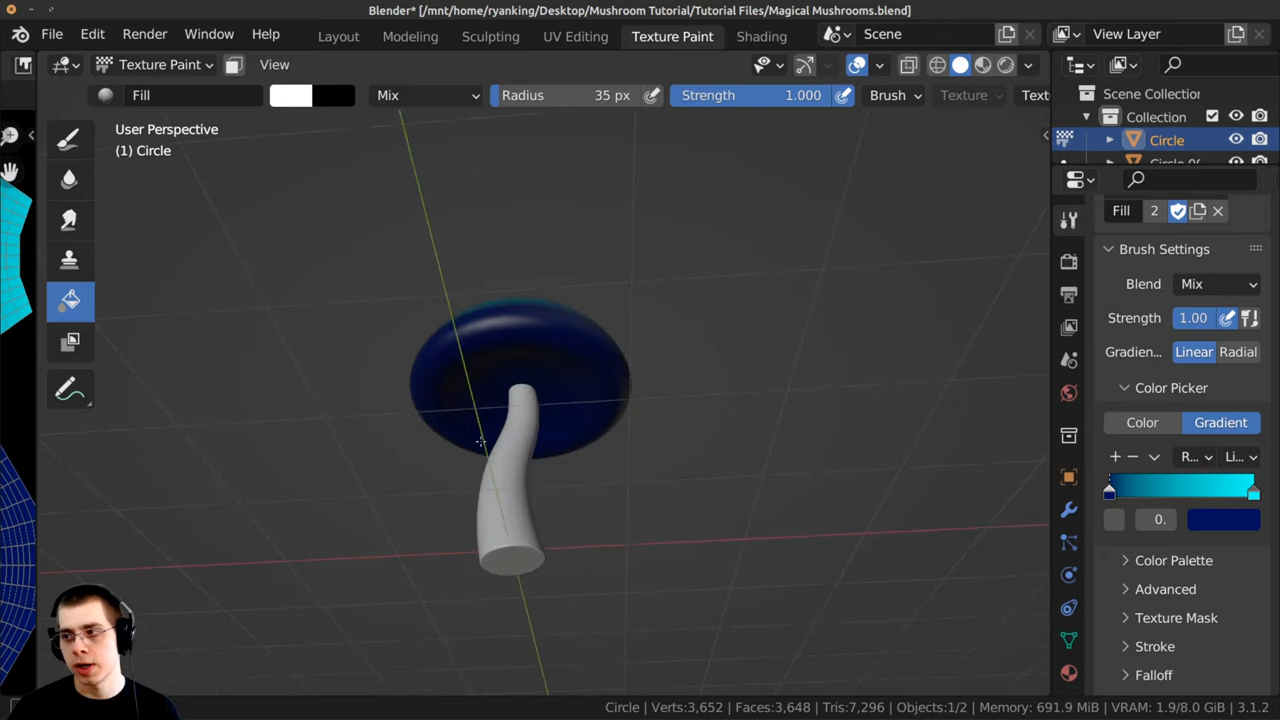 Blender* [/mnt/home/ryanking/Desktop/Mushroom Tutorial/Tutorial Files/Magical Mushrooms.blend]
File Edit Render Window Help Layout Modeling Sculpting UV Editing Texture Paint Shading Scene View Layer
Texture Paint View
Fill Mix Radius 35 px Strength 1.000 Brush Texture Text
Scene Collection
Collection
Circle
User Perspective
(1) Circle
Fill 2
Brush Settings
Blend Mix
Strength 1.00
Gradien... Linear Radial
Color Picker
Color Gradient
R... Li...
0.
Color Palette
Advanced
Texture Mask
Stroke
Falloff
Circle | Verts:3,652 | Faces:3,648 | Tris:7,296 | Objects:1/2 | Memory: 691.9 MiB | VRAM: 1.9/8.0 GiB | 3.1.2